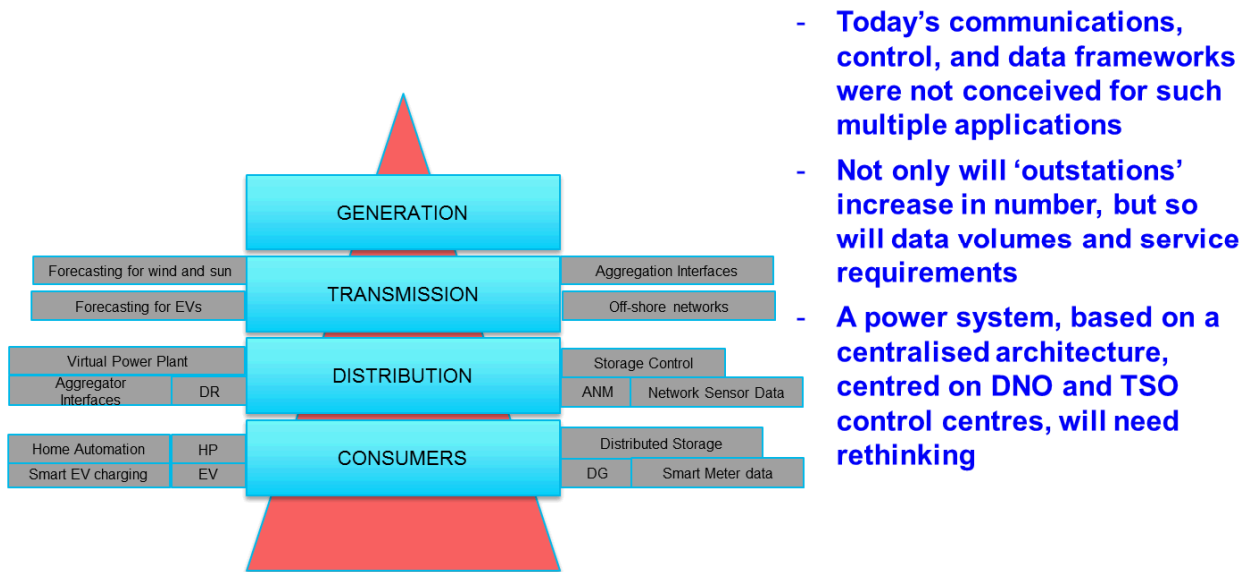 GENERATION
Forecasting for wind and sun
Forecasting for EVs
TRANSMISSION
Aggregation Interfaces
Off-shore networks
Virtual Power Plant
Aggregator
Interfaces
DR
DISTRIBUTION
Storage Control
ANM
Network Sensor Data
Home Automation
HP
Smart EV charging
EV
CONSUMERS
Distributed Storage
DG
Smart Meter data
- Today's communications,
control, and data frameworks
were not conceived for such
multiple applications
- Not only will ‘outstations’
increase in number, but so
will data volumes and service
requirements
- A power system, based on a
centralised architecture,
centred on DNO and TSO
control centres, will need
rethinking